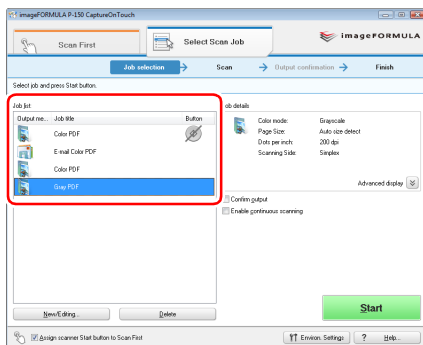 imageFORMULA P-150 CaptureOnTouch
Scan First
Select Scan Job
imageFORMULA
Job selection
Scan
Output confirmation
Finish
Select job and press Start button.
Job list
ob details
Output me... Job title Button
Color PDF
E-mail Color PDF
Color PDF
Gray PDF
Color mode: Grayscale
Page Size: Auto size detect
Dots per inch: 200 dpi
Scanning Side: Simplex
Advanced display
Confirm output
Enable continuous scanning
New/Editing...
Delete
Start
Assign scanner Start button to Scan First
Environ. Settings
? Help...